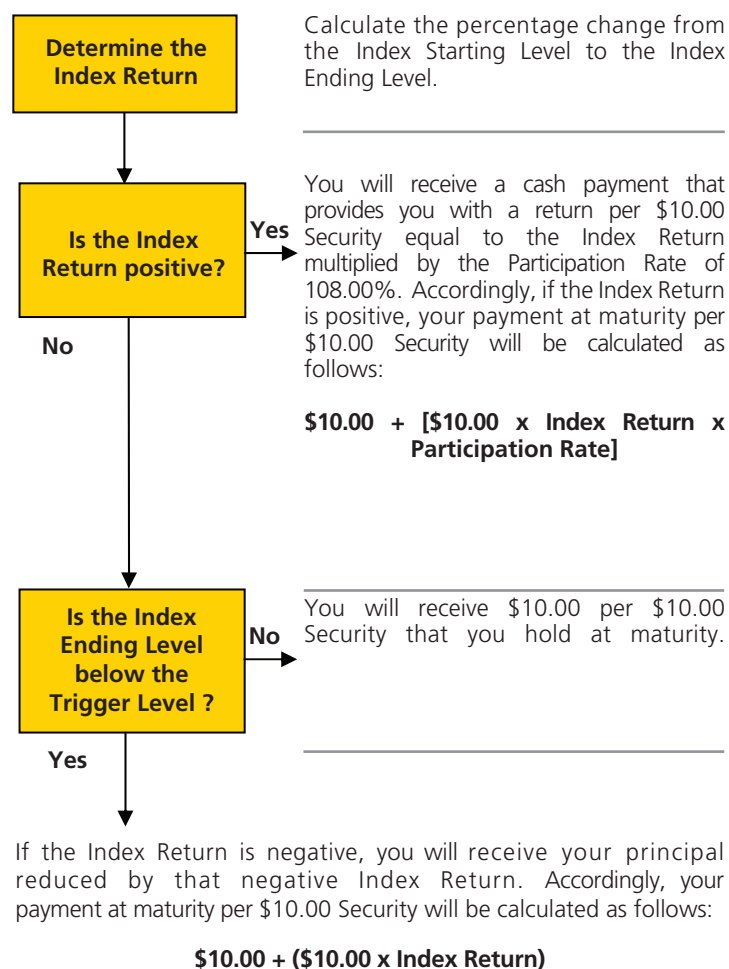 Determine the
Index Return
Calculate the percentage change from
the Index Starting Level to the Index
Ending Level.
Is the Index
Return positive?
Yes
You will receive a cash payment that
provides you with a return per $10.00
Security equal to the Index Return
multiplied by the Participation Rate of
108.00%. Accordingly, if the Index Return
is positive, your payment at maturity per
$10.00 Security will be calculated as
follows:
$10.00 + [$10.00 x Index Return x
Participation Rate]
No
Is the Index
Ending Level
below the
Trigger Level ?
No
You will receive $10.00 per $10.00
Security that you hold at maturity.
Yes
If the Index Return is negative, you will receive your principal
reduced by that negative Index Return. Accordingly, your
payment at maturity per $10.00 Security will be calculated as follows:
$10.00 + ($10.00 x Index Return)